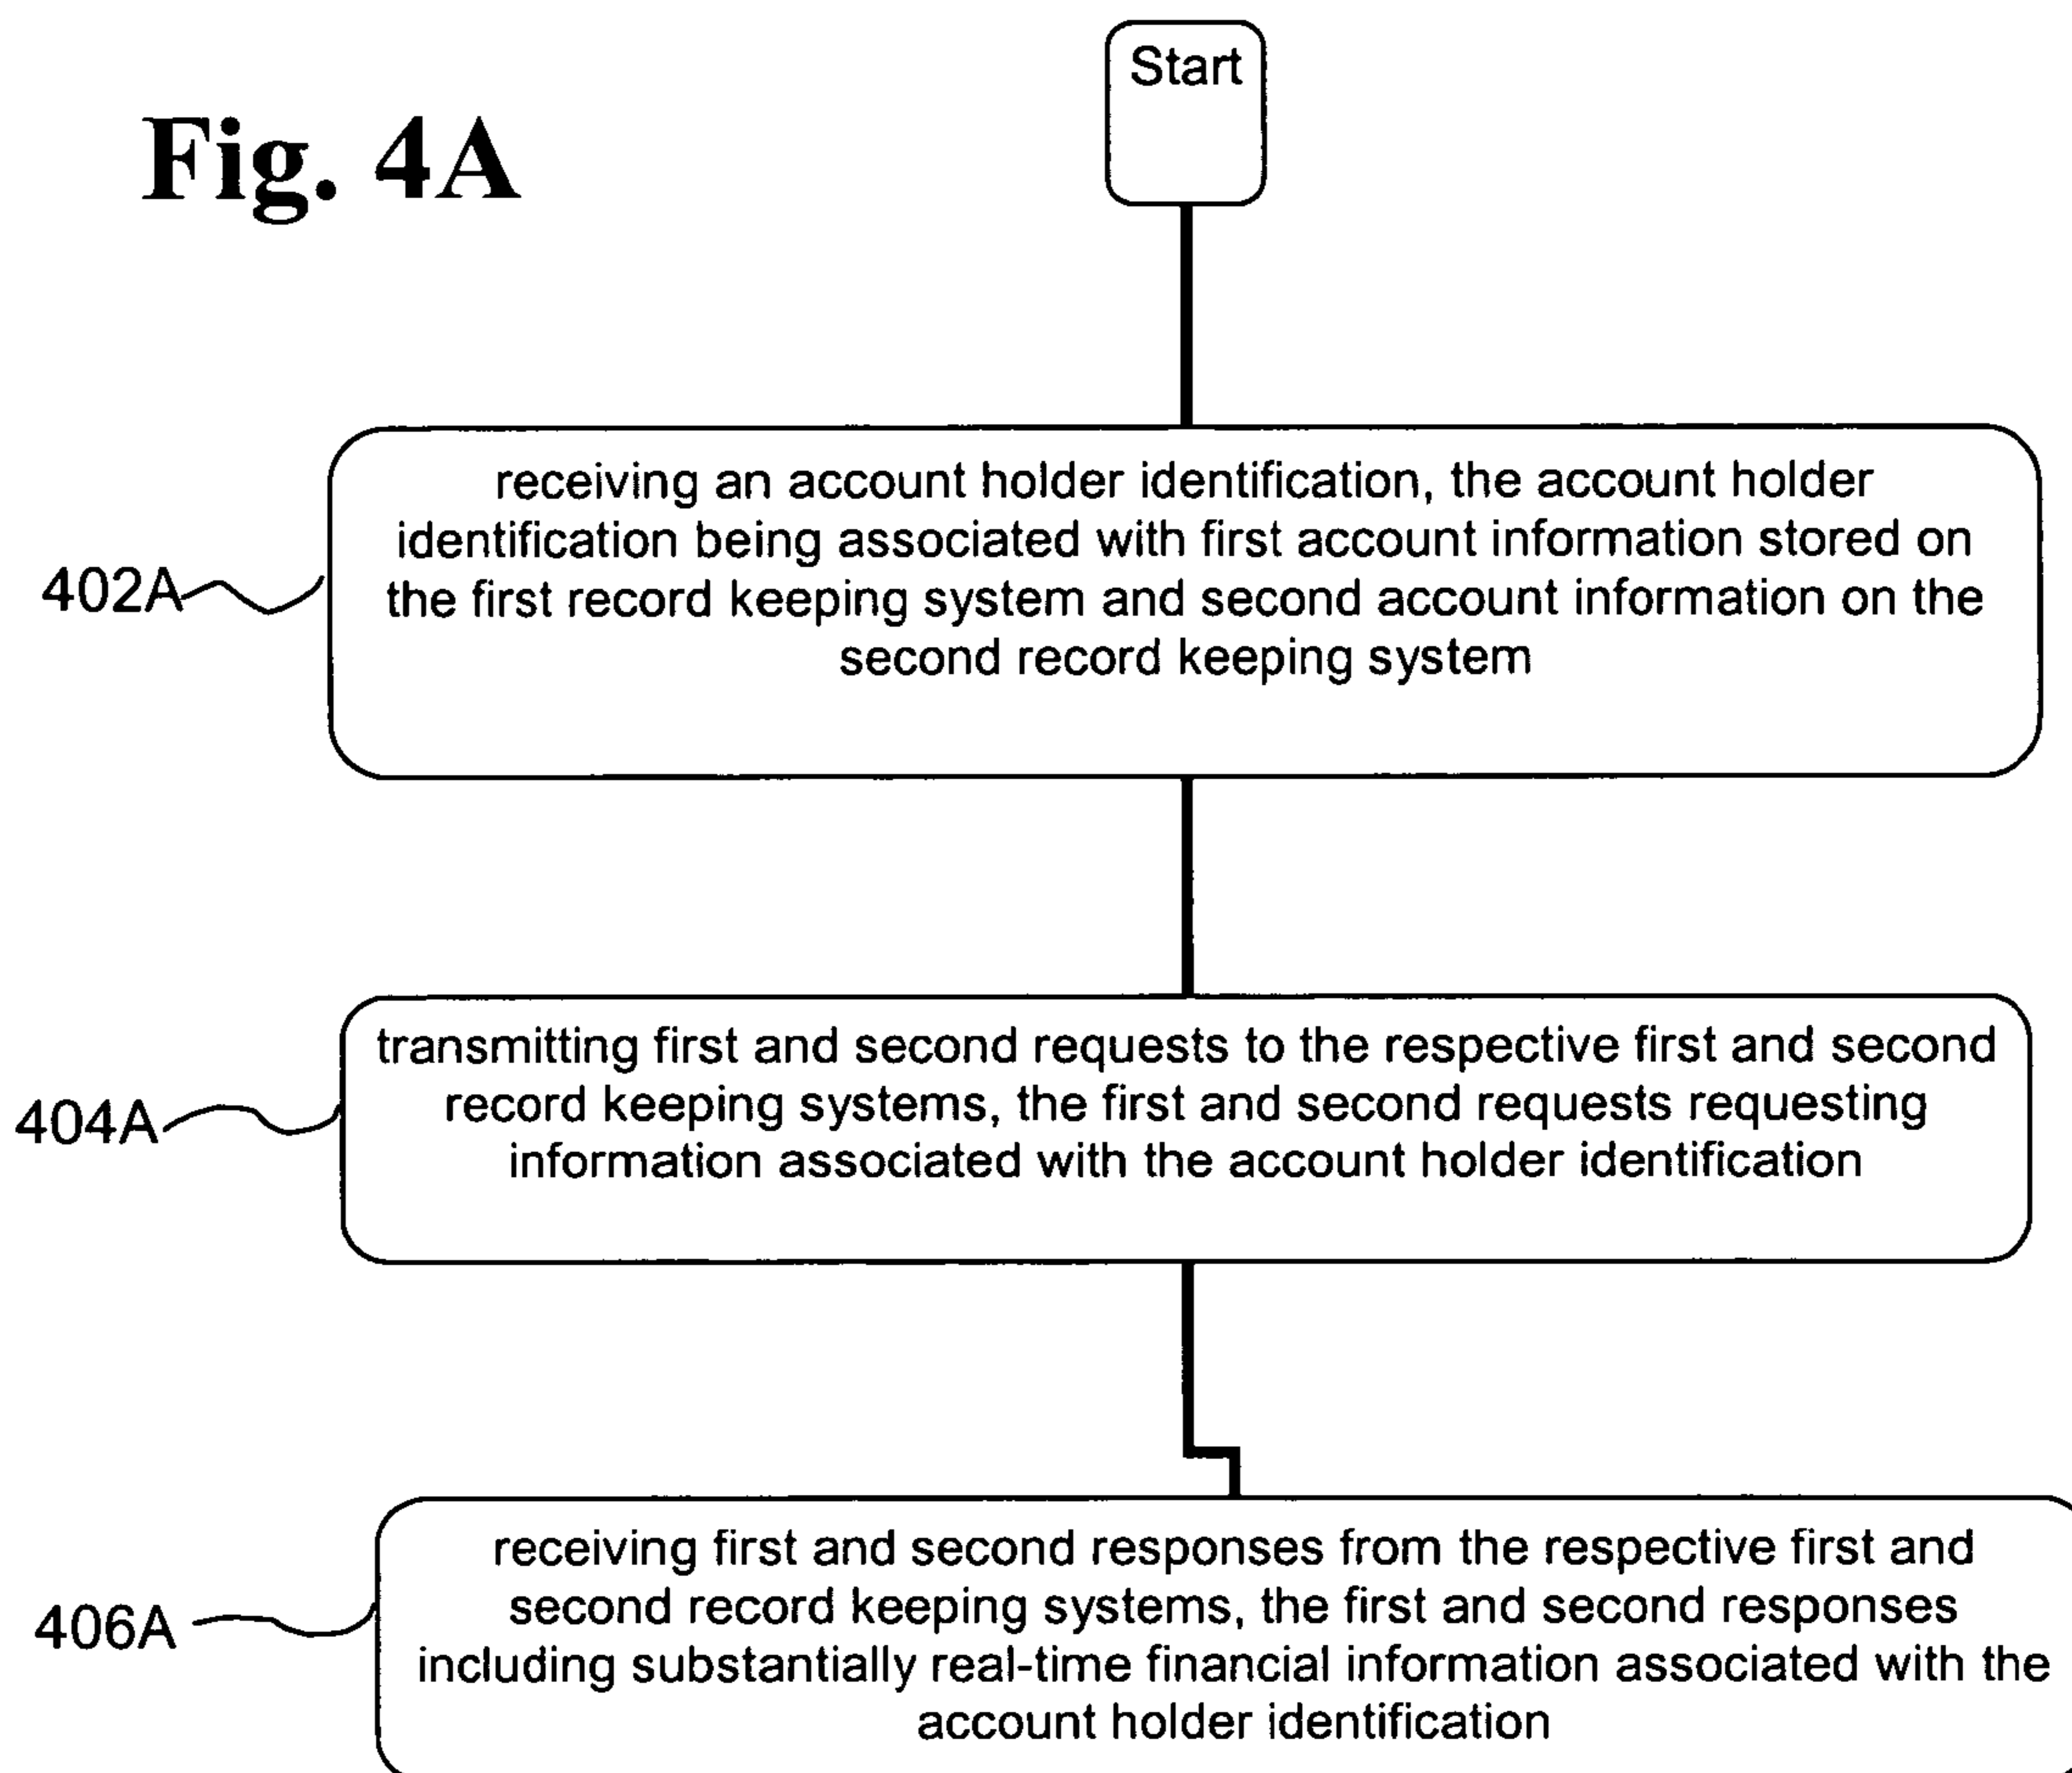 Start
Fig. 4A
receiving an account holder identification, the account holder
identification being associated with first account information stored on
the first record keeping system and second account information on the
second record keeping system
402A
transmitting first and second requests to the respective first and second
record keeping systems, the first and second requests requesting
information associated with the account holder identification
404A
receiving first and second responses from the respective first and
second record keeping systems, the first and second responses
including substantially real-time financial information associated with the
account holder identification
406A